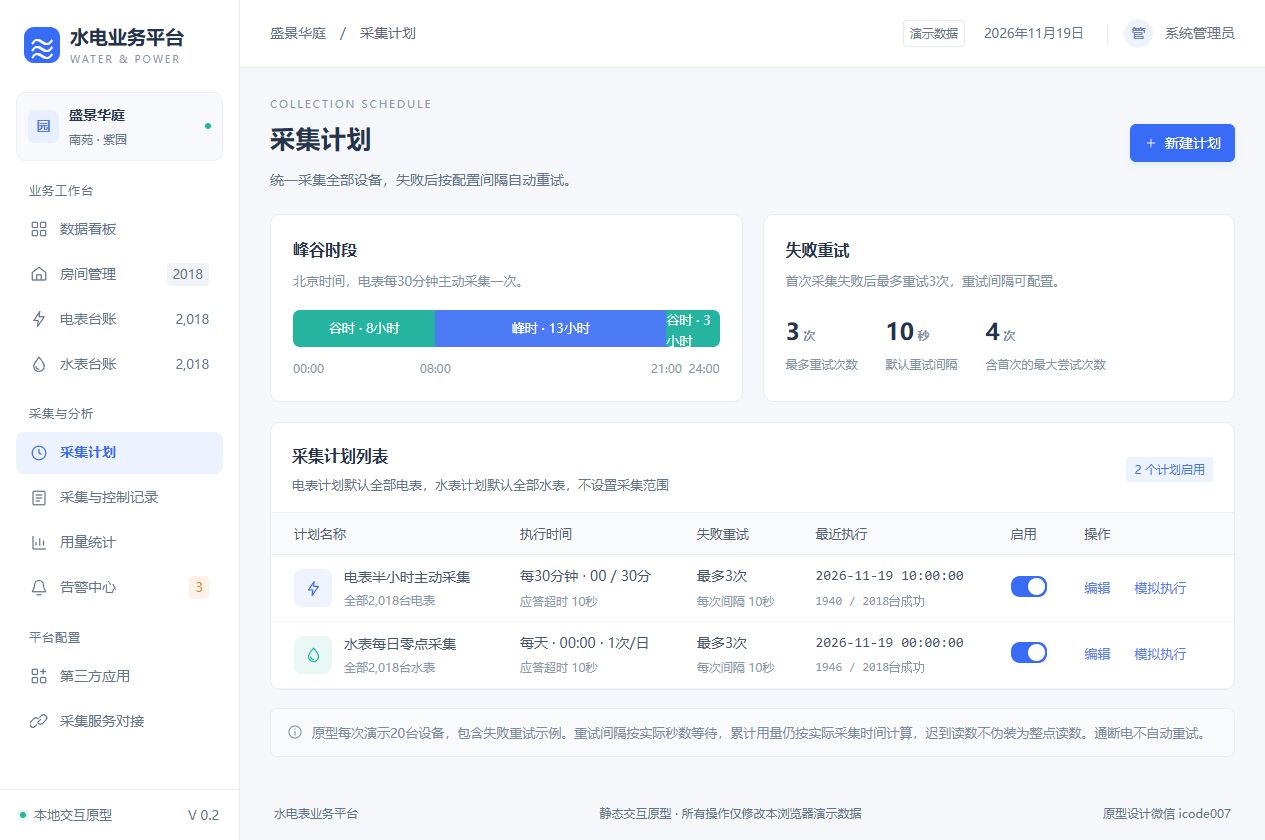 水电业务平台
WATER & POWER
园
盛景华庭
南苑 · 紫园
业务工作台
数据看板
房间管理 2018
电表台账 2,018
水表台账 2,018
采集与分析
采集计划
采集与控制记录
用量统计
告警中心 3
平台配置
第三方应用
采集服务对接
本地交互原型 V 0.2
盛景华庭 / 采集计划
演示数据 2026年11月19日 管 系统管理员
COLLECTION SCHEDULE
采集计划
统一采集全部设备，失败后按配置间隔自动重试。
+ 新建计划
峰谷时段
北京时间，电表每30分钟主动采集一次。
谷时 · 8小时 峰时 · 13小时 谷时 · 3
小时
00:00 08:00 21:00 24:00
失败重试
首次采集失败后最多重试3次，重试间隔可配置。
3 次 10 秒 4 次
最多重试次数 默认重试间隔 含首次的最大尝试次数
采集计划列表
电表计划默认全部电表，水表计划默认全部水表，不设置采集范围
2 个计划启用
计划名称 执行时间 失败重试 最近执行 启用 操作
电表半小时主动采集 每30分钟 · 00 / 30分 最多3次 2026-11-19 10:00:00 编辑 模拟执行
全部2,018台电表 应答超时 10秒 每次间隔 10秒 1940 / 2018台成功
水表每日零点采集 每天 · 00:00 · 1次/日 最多3次 2026-11-19 00:00:00 编辑 模拟执行
全部2,018台水表 应答超时 10秒 每次间隔 10秒 1946 / 2018台成功
原型每次演示20台设备，包含失败重试示例。重试间隔按实际秒数等待，累计用量仍按实际采集时间计算，迟到读数不伪装为整点读数。通断电不自动重试。
水电表业务平台 静态交互原型 · 所有操作仅修改本浏览器演示数据 原型设计微信 icode007